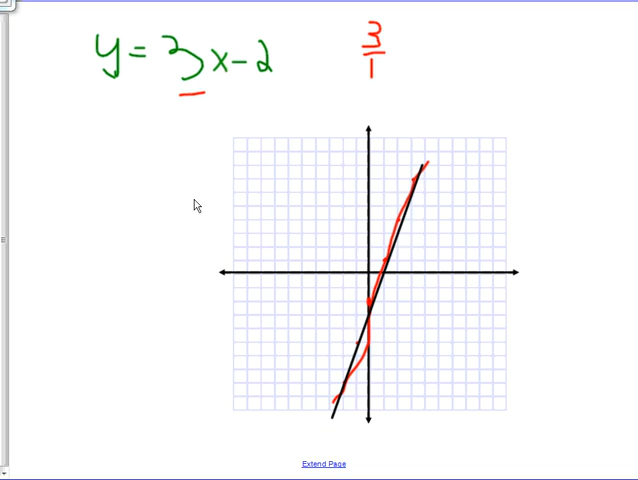 y = 3x - 2
3/1
Extend Page